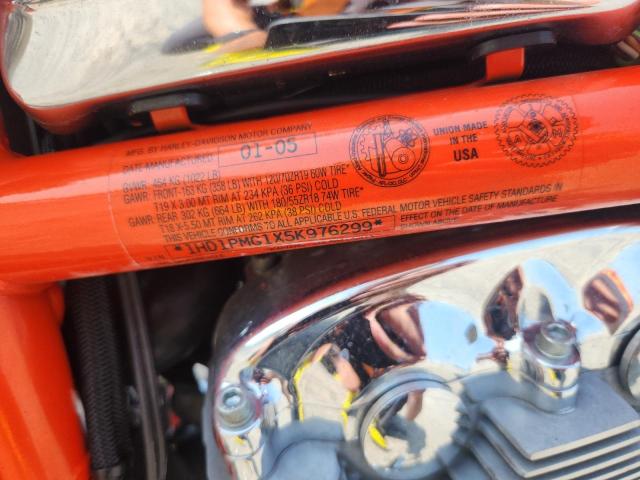 MFG. BY HARLEY-DAVIDSON MOTOR COMPANY
DATE MANUFACTURED 01-05
GVWR: 464 KG (1022 LB)
GAWR: FRONT 163 KG (358 LB) WITH 120/70ZR19 60W TIRE*
T19 X 3.00 MT RIM AT 234 KPA (36 PSI) COLD
GAWR: REAR 302 KG (664 LB) WITH 180/55ZR18 74W TIRE*
T18 X 5.50 MT RIM AT 262 KPA (38 PSI) COLD
THIS VEHICLE CONFORMS TO ALL APPLICABLE U.S. FEDERAL MOTOR VEHICLE SAFETY STANDARDS IN
EFFECT ON THE DATE OF MANUFACTURE
SHOWN ABOVE.
*1HD1PMG1X5K976299*
UNION MADE
IN THE
USA